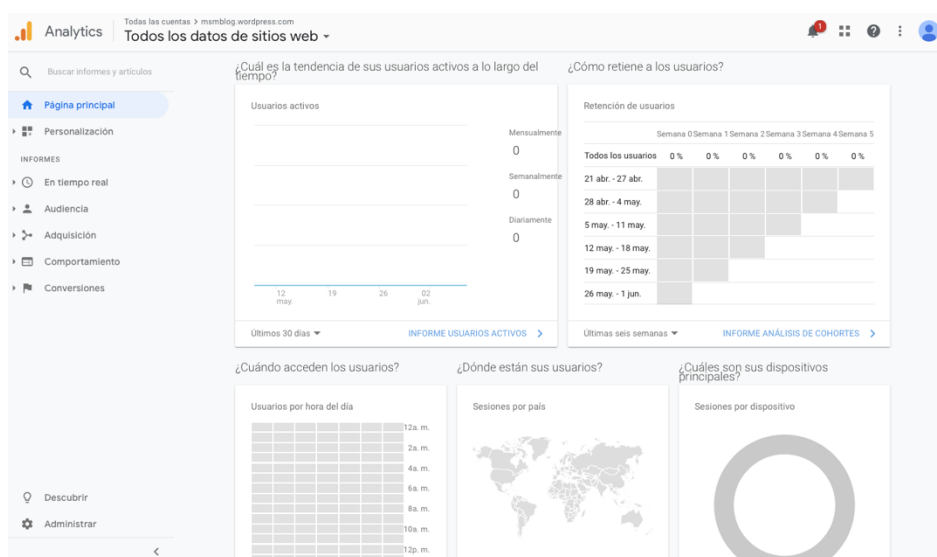 Analytics
Todas las cuentas > msmblog.wordpress.com
Todos los datos de sitios web
1
Buscar informes y artículos
Página principal
Personalización
INFORMES
En tiempo real
Audiencia
Adquisición
Comportamiento
Conversiones
Descubrir
Administrar
¿Cuál es la tendencia de sus usuarios activos a lo largo del
tiempo?
Usuarios activos
Mensualmente
0
Semanalmente
0
Diariamente
0
12 19 26 02
may. jun.
Últimos 30 días
INFORME USUARIOS ACTIVOS >
¿Cómo retiene a los usuarios?
Retención de usuarios
Semana 0 Semana 1 Semana 2 Semana 3 Semana 4 Semana 5
Todos los usuarios 0 % 0 % 0 % 0 % 0 % 0 %
21 abr. - 27 abr.
28 abr. - 4 may.
5 may. - 11 may.
12 may. - 18 may.
19 may. - 25 may.
26 may. - 1 jun.
Últimas seis semanas
INFORME ANÁLISIS DE COHORTES >
¿Cuándo acceden los usuarios?
Usuarios por hora del día
12a. m.
2a. m.
4a. m.
6a. m.
8a. m.
10a. m.
12p. m.
¿Dónde están sus usuarios?
Sesiones por país
¿Cuáles son sus dispositivos
principales?
Sesiones por dispositivo